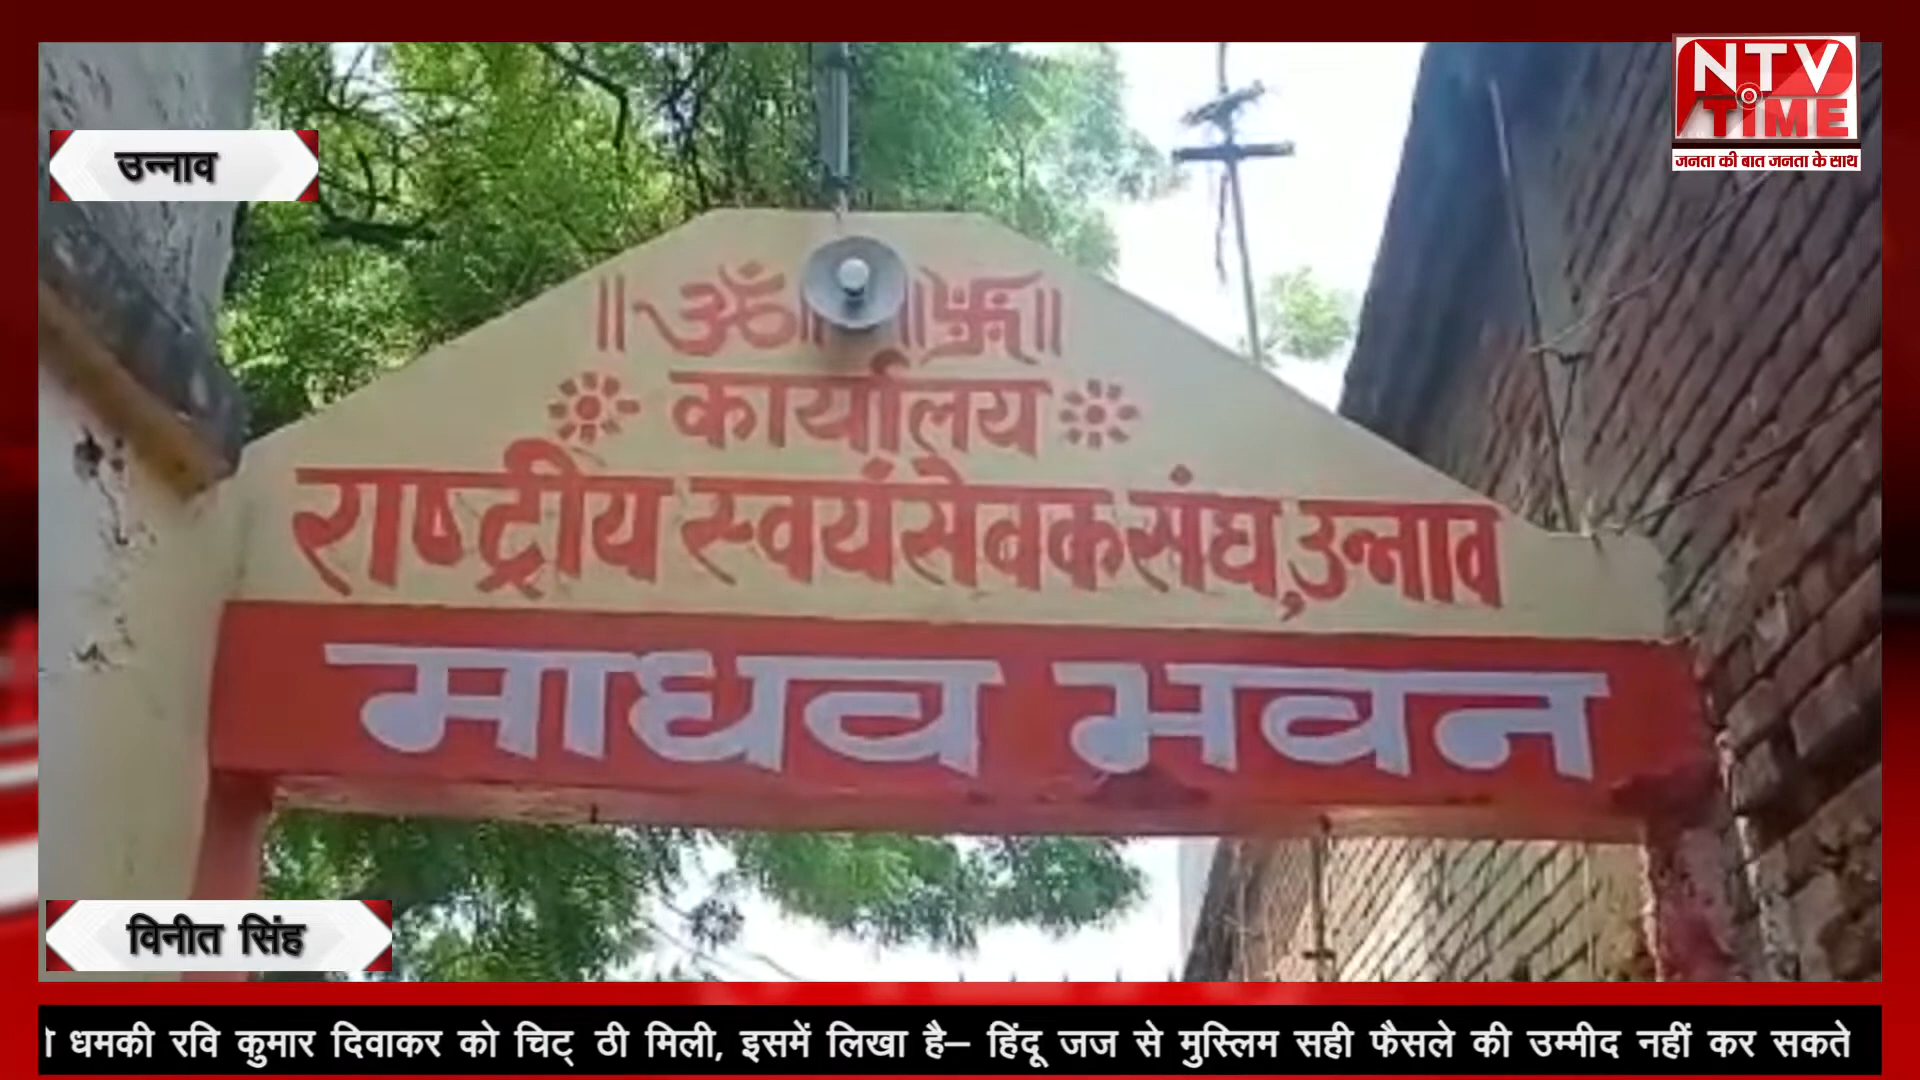 NTV
TIME
जनता की बात जनता के साथ
उन्नाव
॥ ॐ ॥ ॥ 卐 ॥
कार्यालय
राष्ट्रीय स्वयंसेवक संघ, उन्नाव
माधव भवन
विनीत सिंह
धमकी रवि कुमार दिवाकर को चिट् ठी मिली, इसमें लिखा है– हिंदू जज से मुस्लिम सही फैसले की उम्मीद नहीं कर सकते